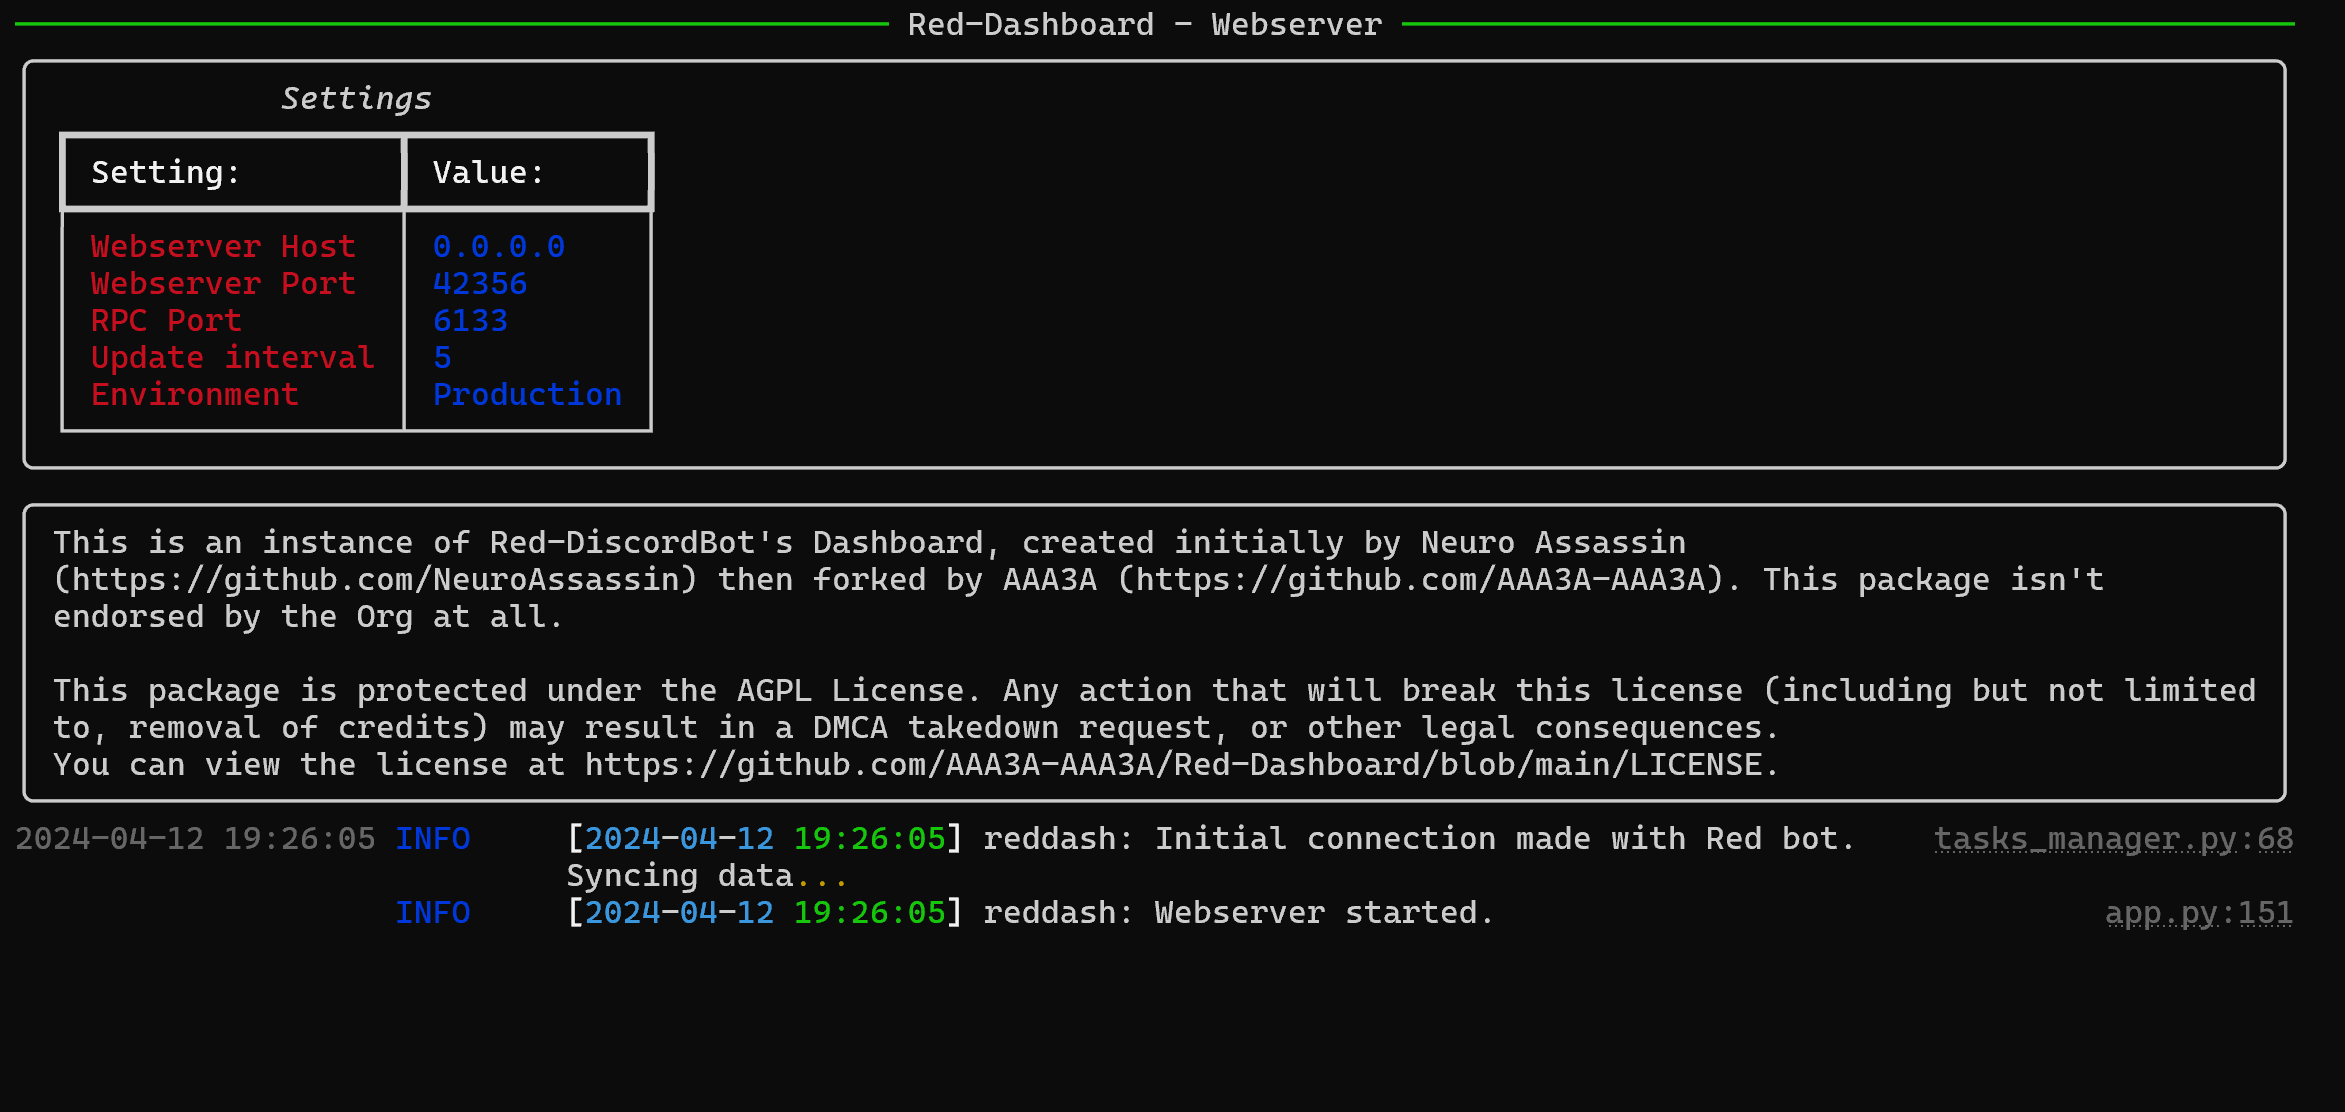 Red-Dashboard - Webserver
Settings
Setting: Value:
Webserver Host 0.0.0.0
Webserver Port 42356
RPC Port 6133
Update interval 5
Environment Production
This is an instance of Red-DiscordBot's Dashboard, created initially by Neuro Assassin
(https://github.com/NeuroAssassin) then forked by AAA3A (https://github.com/AAA3A-AAA3A). This package isn't
endorsed by the Org at all.
This package is protected under the AGPL License. Any action that will break this license (including but not limited
to, removal of credits) may result in a DMCA takedown request, or other legal consequences.
You can view the license at https://github.com/AAA3A-AAA3A/Red-Dashboard/blob/main/LICENSE.
2024-04-12 19:26:05 INFO [2024-04-12 19:26:05] reddash: Initial connection made with Red bot. tasks_manager.py:68
Syncing data...
INFO [2024-04-12 19:26:05] reddash: Webserver started. app.py:151